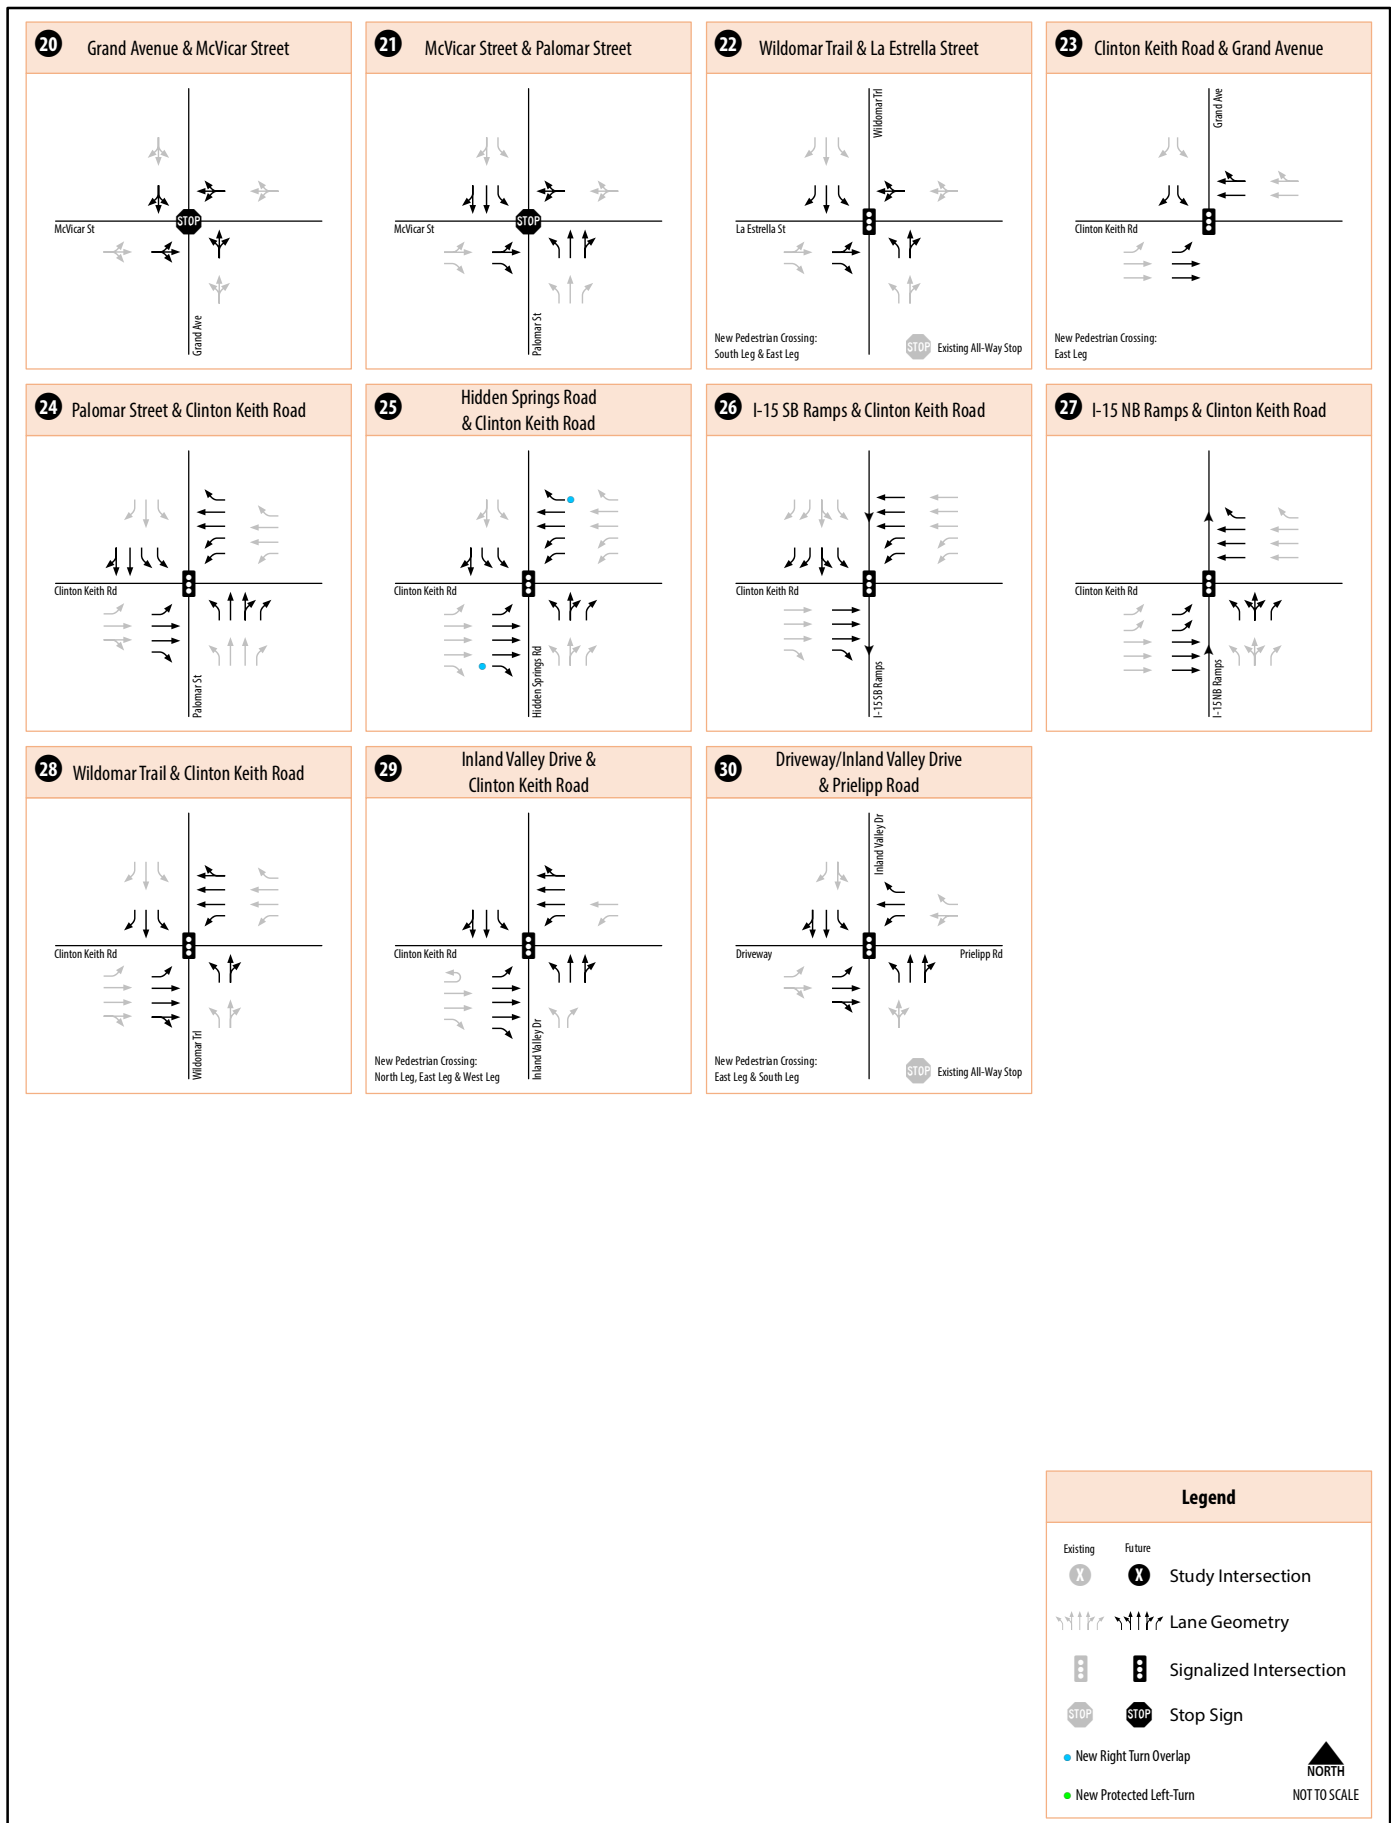 20 Grand Avenue & McVicar Street
STOP
McVicar St
Grand Ave
21 McVicar Street & Palomar Street
STOP
McVicar St
Palomar St
22 Wildomar Trail & La Estrella Street
Wildomar Trl
La Estrella St
New Pedestrian Crossing:
South Leg & East Leg
STOP Existing All-Way Stop
23 Clinton Keith Road & Grand Avenue
Grand Ave
Clinton Keith Rd
New Pedestrian Crossing:
East Leg
24 Palomar Street & Clinton Keith Road
Clinton Keith Rd
Palomar St
25 Hidden Springs Road
& Clinton Keith Road
Clinton Keith Rd
Hidden Springs Rd
26 I-15 SB Ramps & Clinton Keith Road
Clinton Keith Rd
I-15 SB Ramps
27 I-15 NB Ramps & Clinton Keith Road
Clinton Keith Rd
I-15 NB Ramps
28 Wildomar Trail & Clinton Keith Road
Clinton Keith Rd
Wildomar Trl
29 Inland Valley Drive &
Clinton Keith Road
Clinton Keith Rd
Inland Valley Dr
New Pedestrian Crossing:
North Leg, East Leg & West Leg
30 Driveway/Inland Valley Drive
& Prielipp Road
Inland Valley Dr
Driveway
Prielipp Rd
New Pedestrian Crossing:
East Leg & South Leg
STOP Existing All-Way Stop
Legend
Existing Future
X X Study Intersection
Lane Geometry
Signalized Intersection
STOP STOP Stop Sign
New Right Turn Overlap
New Protected Left-Turn
NORTH
NOT TO SCALE